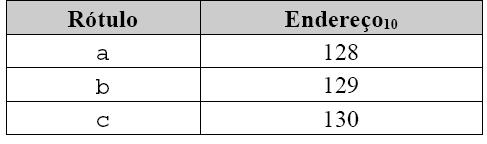 Rótulo Endereço₁₀
a 128
b 129
c 130